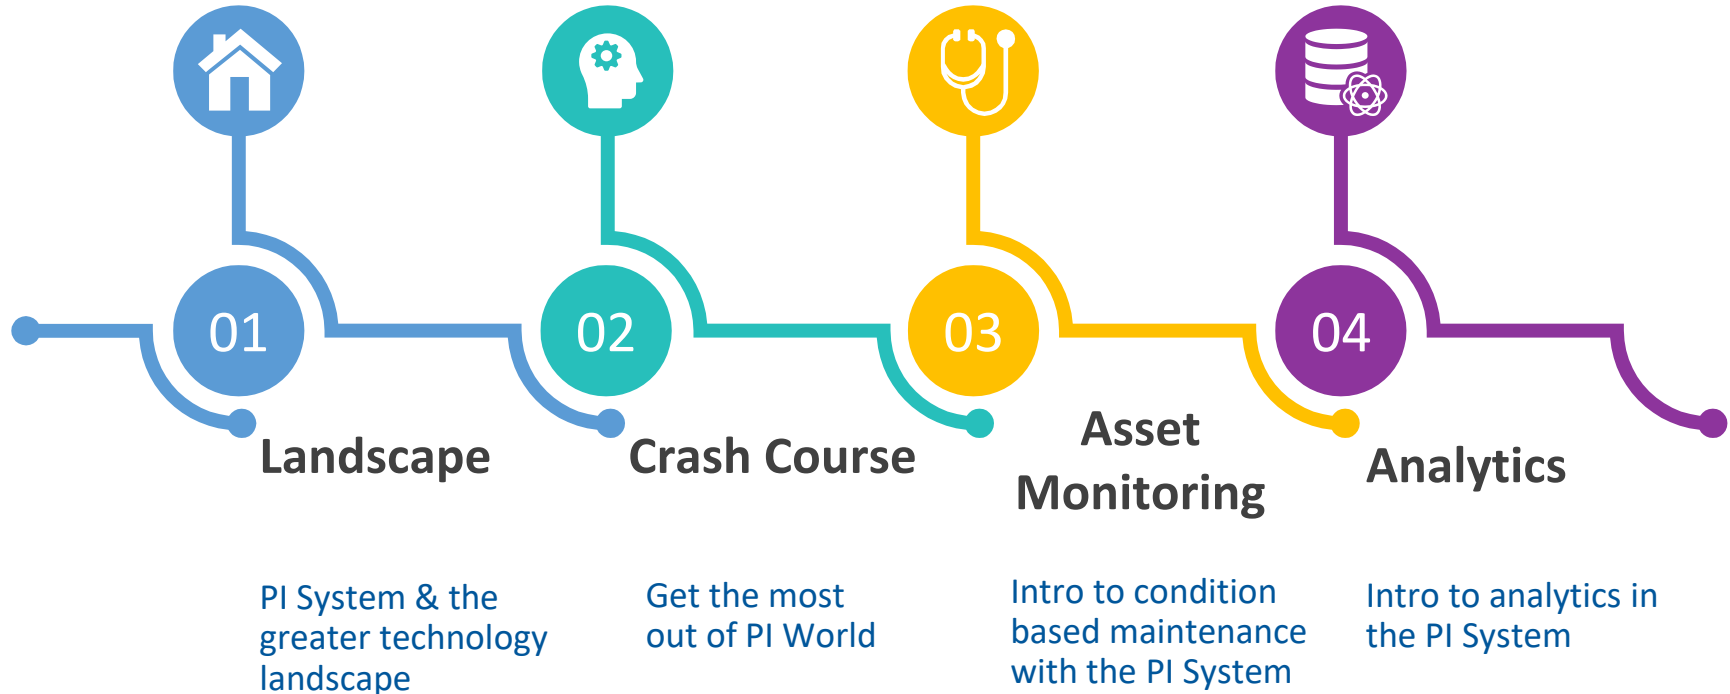 01
02
03
04
Landscape
Crash Course
Asset
Monitoring
Analytics
PI System & the
greater technology
landscape
Get the most
out of PI World
Intro to condition
based maintenance
with the PI System
Intro to analytics in
the PI System